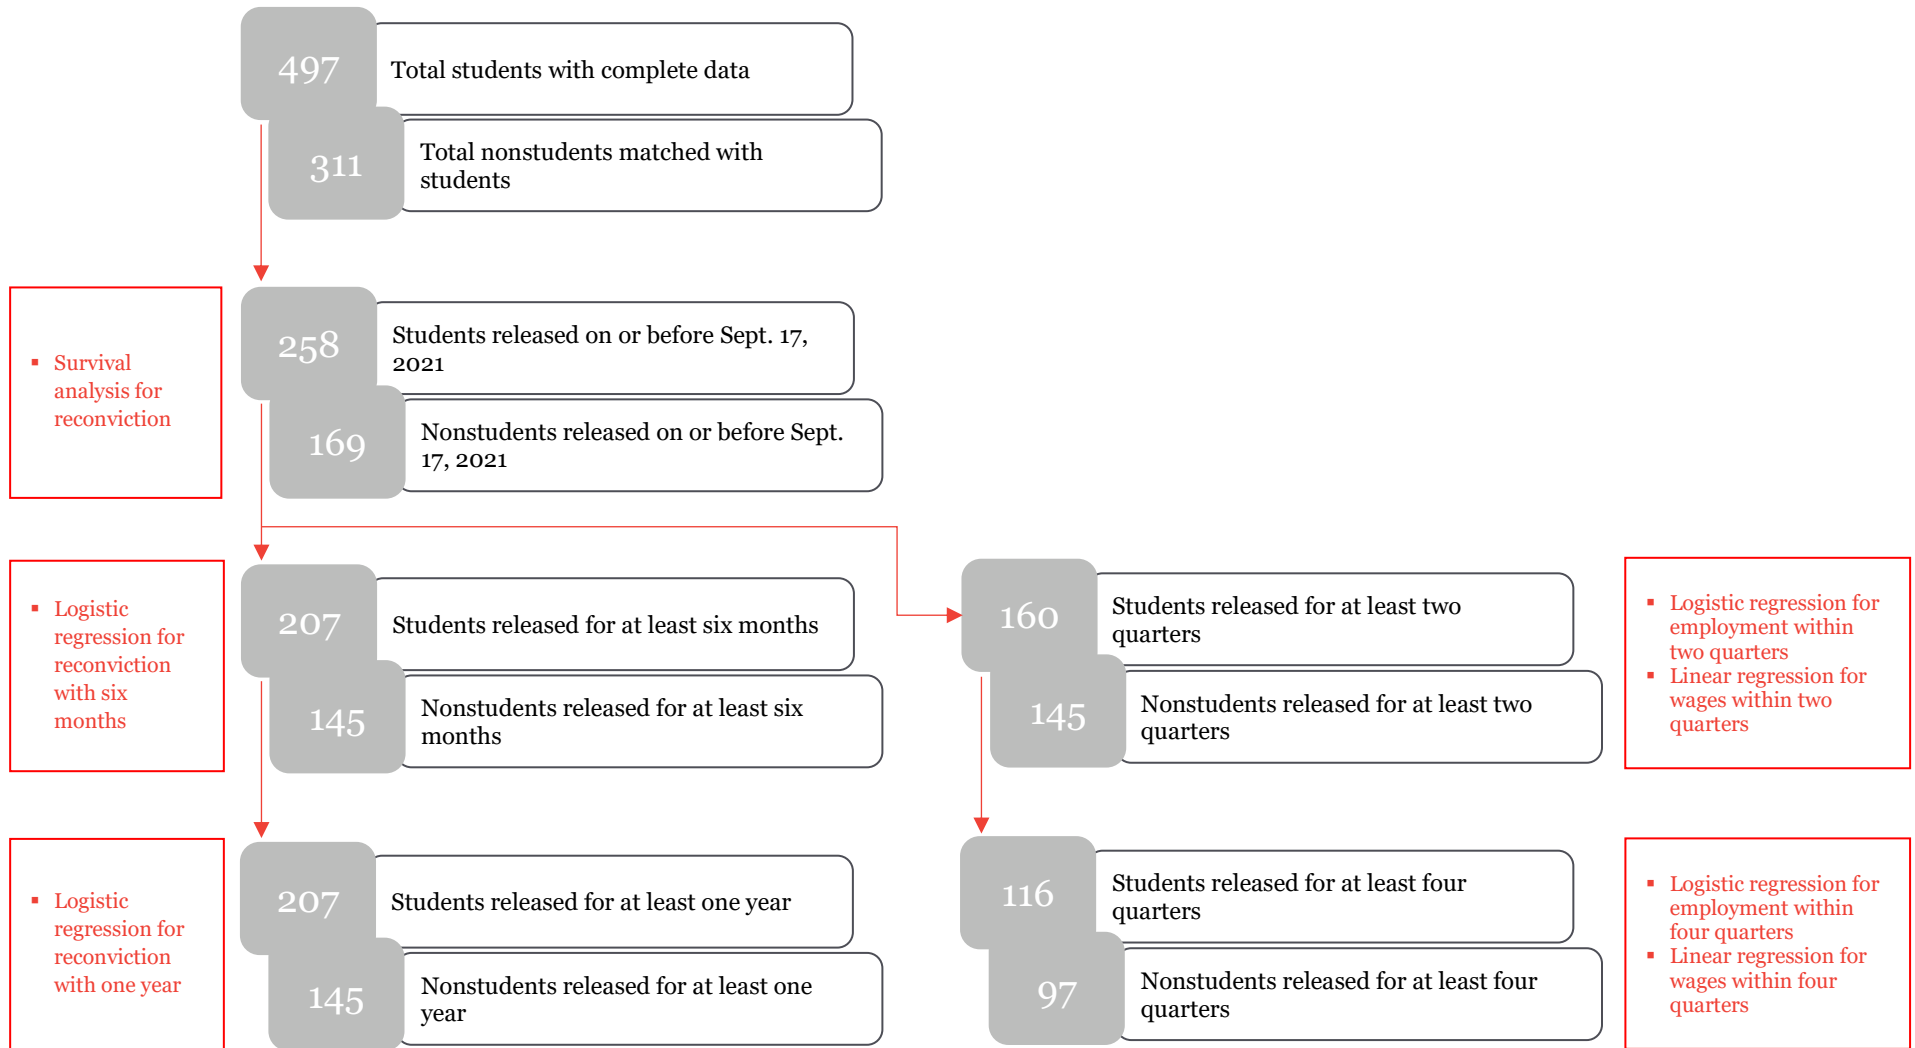 497
Total students with complete data
311
Total nonstudents matched with
students
▪ Survival
analysis for
reconviction
258
Students released on or before Sept. 17,
2021
169
Nonstudents released on or before Sept.
17, 2021
▪ Logistic
regression for
reconviction
with six
months
207
Students released for at least six months
145
Nonstudents released for at least six
months
160
Students released for at least two
quarters
145
Nonstudents released for at least two
quarters
▪ Logistic regression for
employment within
two quarters
▪ Linear regression for
wages within two
quarters
▪ Logistic
regression for
reconviction
with one year
207
Students released for at least one year
145
Nonstudents released for at least one
year
116
Students released for at least four
quarters
97
Nonstudents released for at least four
quarters
▪ Logistic regression for
employment within
four quarters
▪ Linear regression for
wages within four
quarters